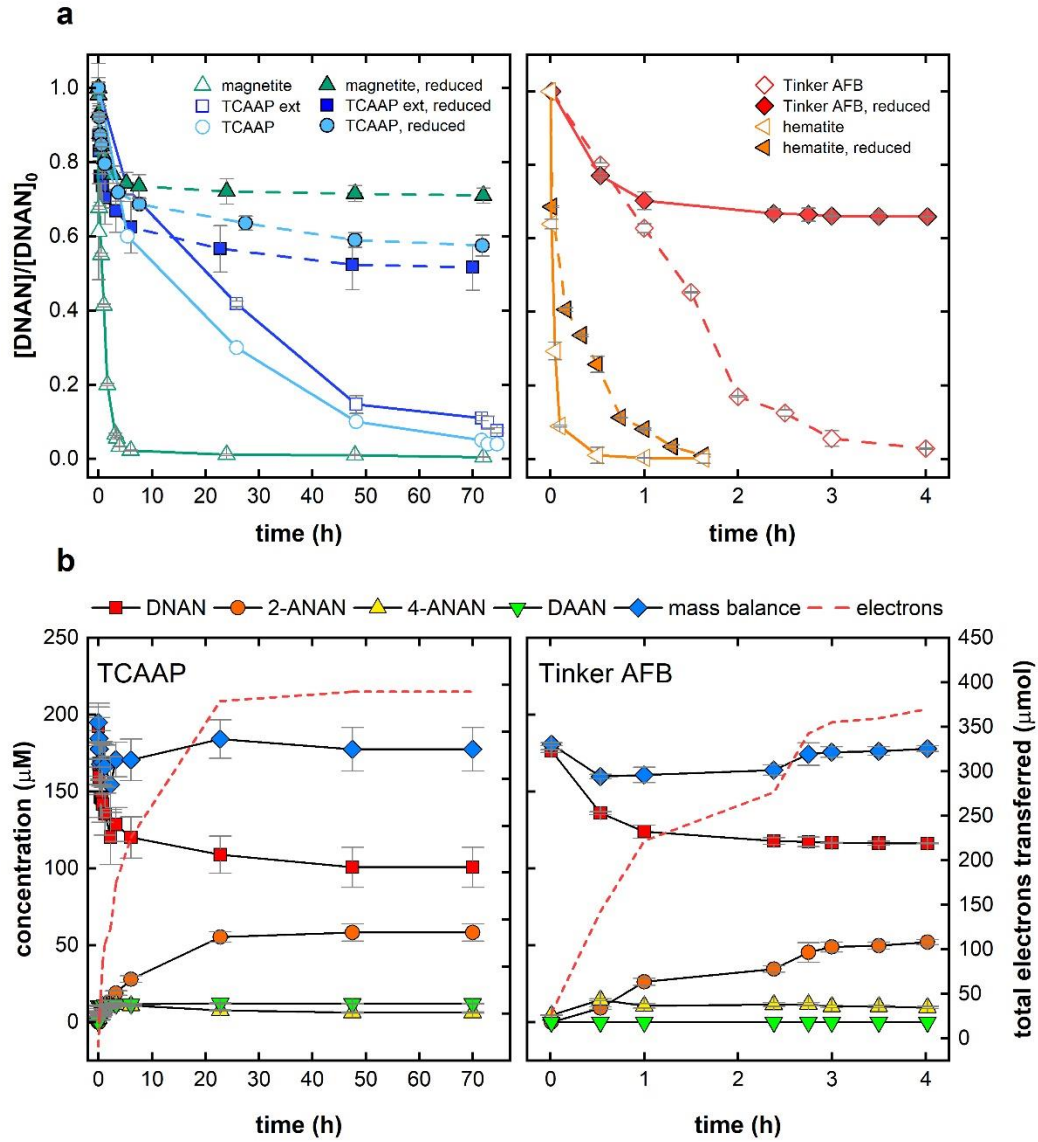 a
magnetite
magnetite, reduced
TCAAP ext
TCAAP ext, reduced
TCAAP
TCAAP, reduced
Tinker AFB
Tinker AFB, reduced
hematite
hematite, reduced
[DNAN]/[DNAN]0
1.0
0.8
0.6
0.4
0.2
0.0
0 10 20 30 40 50 60 70
0 1 2 3 4
time (h)
time (h)
b
DNAN 2-ANAN 4-ANAN DAAN mass balance electrons
TCAAP
Tinker AFB
concentration (μM)
250
200
150
100
50
0
450
400
350
300
250
200
150
100
50
0
total electrons transferred (μmol)
0 10 20 30 40 50 60 70
0 1 2 3 4
time (h)
time (h)